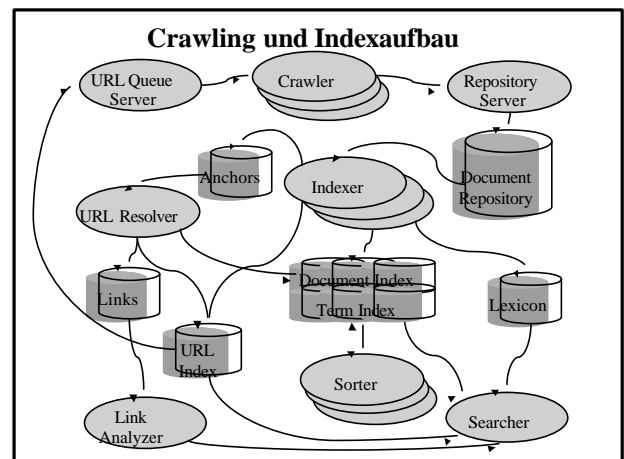 Crawling und Indexaufbau
URL Queue
Server
Crawler
Repository
Server
Anchors
Indexer
Document
Repository
URL Resolver
Links
Document Index
Term Index
Lexicon
URL
Index
Sorter
Link
Analyzer
Searcher